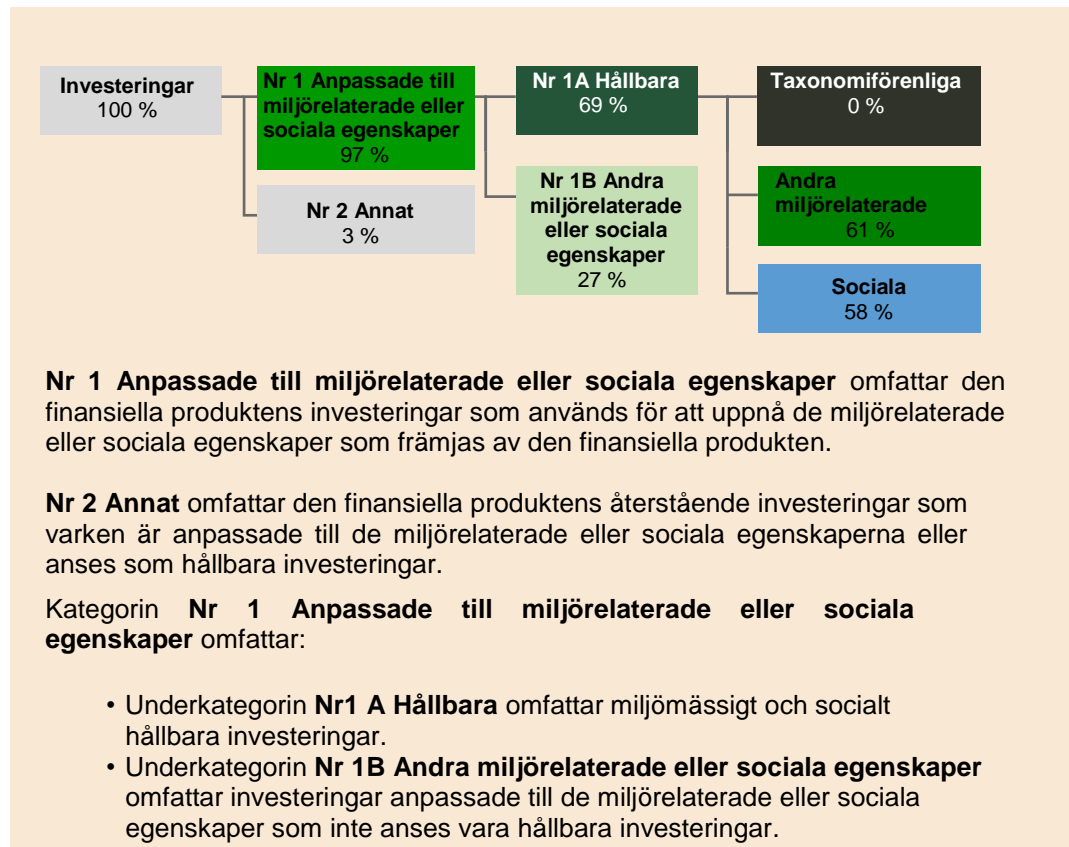 Investeringar
100 %
Nr 1 Anpassade till
miljörelaterade eller
sociala egenskaper
97 %
Nr 2 Annat
3 %
Nr 1A Hållbara
69 %
Nr 1B Andra
miljörelaterade
eller sociala
egenskaper
27 %
Taxonomiförenliga
0 %
Andra
miljörelaterade
61 %
Sociala
58 %
Nr 1 Anpassade till miljörelaterade eller sociala egenskaper omfattar den
finansiella produktens investeringar som används för att uppnå de miljörelaterade
eller sociala egenskaper som främjas av den finansiella produkten.
Nr 2 Annat omfattar den finansiella produktens återstående investeringar som
varken är anpassade till de miljörelaterade eller sociala egenskaperna eller
anses som hållbara investeringar.
Kategorin Nr 1 Anpassade till miljörelaterade eller sociala
egenskaper omfattar:
• Underkategorin Nr1 A Hållbara omfattar miljömässigt och socialt
hållbara investeringar.
• Underkategorin Nr 1B Andra miljörelaterade eller sociala egenskaper
omfattar investeringar anpassade till de miljörelaterade eller sociala
egenskaper som inte anses vara hållbara investeringar.